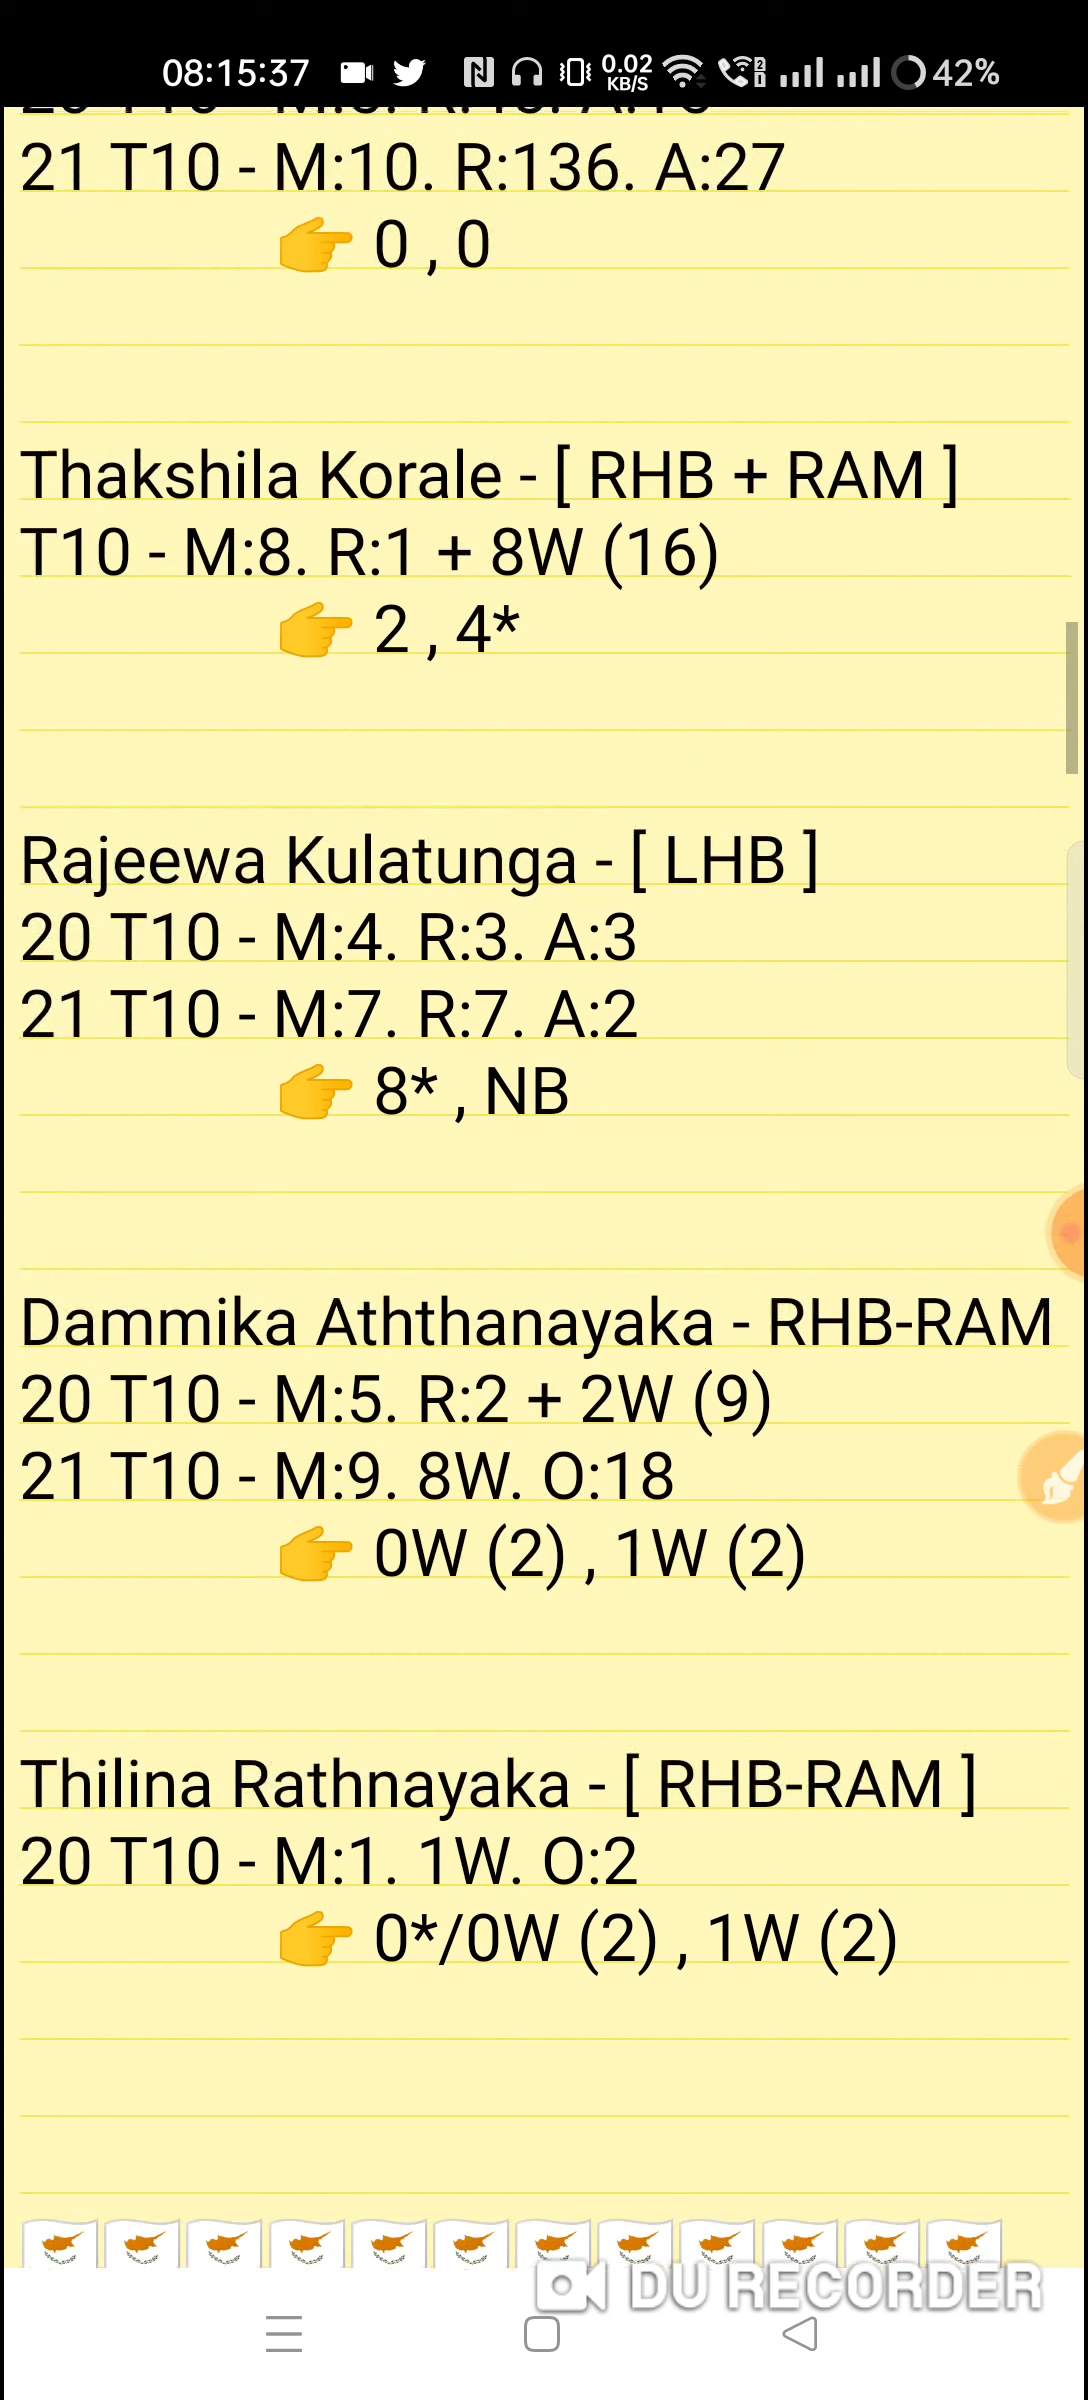 08:15:37 0.02 KB/S 2 1 42%
21 T10 - M:10. R:136. A:27
👉 0 , 0
Thakshila Korale - [ RHB + RAM ]
T10 - M:8. R:1 + 8W (16)
👉 2 , 4*
Rajeewa Kulatunga - [ LHB ]
20 T10 - M:4. R:3. A:3
21 T10 - M:7. R:7. A:2
👉 8* , NB
Dammika Aththanayaka - RHB-RAM
20 T10 - M:5. R:2 + 2W (9)
21 T10 - M:9. 8W. O:18
👉 0W (2) , 1W (2)
Thilina Rathnayaka - [ RHB-RAM ]
20 T10 - M:1. 1W. O:2
👉 0*/0W (2) , 1W (2)
DU RECORDER